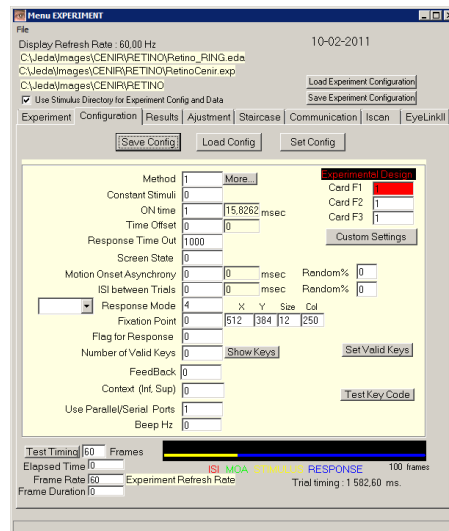 Menu EXPERIMENT
File
Display Refresh Rate : 60,00 Hz
10-02-2011
C:\Jeda\Images\CENIR\RETINO\Retino_RING.eda
C:\Jeda\Images\CENIR\RETINO\RetinoCenir.exp
C:\Jeda\Images\CENIR\RETINO
Load Experiment Configuration
Use Stimulus Directory for Experiment Config and Data
Save Experiment Configuration
Experiment Configuration Results Ajustment Staircase Communication Iscan EyeLinkII
Save Config Load Config Set Config
Experimental Design
Method 1 More...
Card F1 1
Constant Stimuli 0
Card F2 1
ON time 1 15,8262 msec
Card F3 1
Time Offset 0 0
Response Time Out 1000
Custom Settings
Screen State 0
Motion Onset Asynchrony 0 0 msec Random% 0
ISI between Trials 0 0 msec Random% 0
Response Mode 4
X Y Size Col
Fixation Point 0 512 384 12 250
Flag for Response 0
Number of Valid Keys 0 Show Keys Set Valid Keys
FeedBack 0
Context (Inf, Sup) 0
Test Key Code
Use Parallel/Serial Ports 1
Beep Hz 0
Test Timing 60 Frames
Elapsed Time 0
ISI MOA STIMULUS RESPONSE 100 frames
Frame Rate 60 Experiment Refresh Rate
Trial timing : 1 582,60 ms.
Frame Duration 0